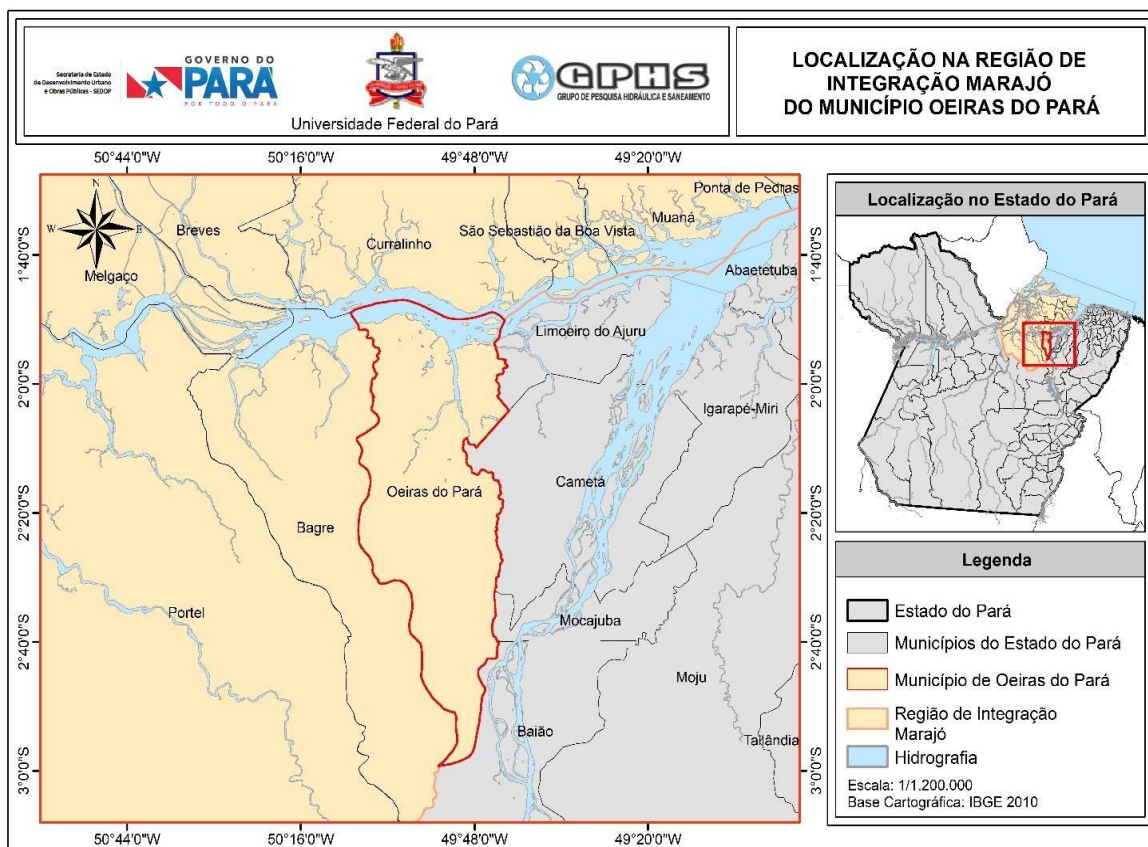 Secretaria de Estado
de Desenvolvimento Urbano
e Obras Públicas - SEDOP
GOVERNO DO
PARÁ
POR TODO O PARÁ
GPHS
GRUPO DE PESQUISA HIDRÁULICA E SANEAMENTO
Universidade Federal do Pará
LOCALIZAÇÃO NA REGIÃO DE
INTEGRAÇÃO MARAJÓ
DO MUNICÍPIO OEIRAS DO PARÁ
50°44'0"W 50°16'0"W 49°48'0"W 49°20'0"W
N
W E
S
Ponta de Pedras
Muaná
Breves
São Sebastião da Boa Vista
Curralinho
Melgaço
Abaetetuba
Limoeiro do Ajuru
Igarapé-Miri
Cametá
Oeiras do Pará
Bagre
Portel
Mocajuba
Moju
Baião
Tailândia
1°40'0"S 1°40'0"S
2°0'0"S 2°0'0"S
2°20'0"S 2°20'0"S
2°40'0"S 2°40'0"S
3°0'0"S 3°0'0"S
50°44'0"W 50°16'0"W 49°48'0"W 49°20'0"W
Localização no Estado do Pará
Legenda
Estado do Pará
Municípios do Estado do Pará
Município de Oeiras do Pará
Região de Integração
Marajó
Hidrografia
Escala: 1/1.200.000
Base Cartográfica: IBGE 2010